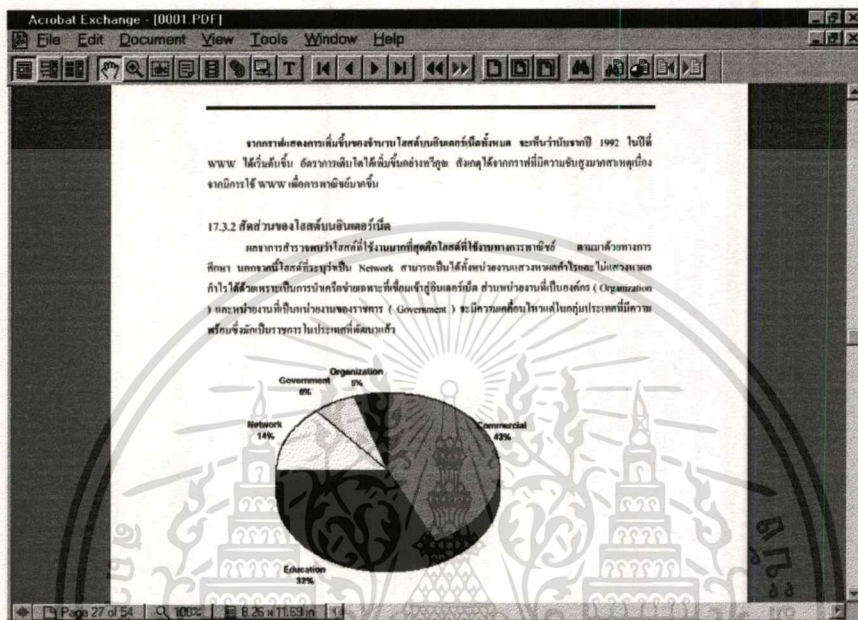 Acrobat Exchange - [0001.PDF]
File Edit Document View Tools Window Help
จากกราฟแสดงการเพิ่มขึ้นของจำนวนโฮสต์บนอินเตอร์เน็ตทั้งหมด จะเห็นว่านับจากปี 1992 ในปีที่
WWW ได้เริ่มต้นขึ้น อัตราการเติบโตได้เพิ่มขึ้นอย่างทวีคูณ สังเกตุได้จากกราฟที่มีความชันสูงมากสาเหตุเนื่อง
จากมีการใช้ WWW เพื่อการพาณิชย์มากขึ้น
17.3.2 สัดส่วนของโฮสต์บนอินเตอร์เน็ต
ผลจากการสำรวจพบว่าโฮสต์ที่ใช้งานมากที่สุดคือโฮสต์ที่ใช้งานทางการพาณิชย์ ตามมาด้วยทางการ
ศึกษา นอกจากนี้โฮสต์ที่ระบุว่าเป็น Network สามารถเป็นได้ทั้งหน่วยงานแสวงหาผลกำไรและไม่แสวงหาผล
กำไรได้ด้วยเพราะเป็นการนำเครือข่ายเฉพาะที่เชื่อมเข้าสู่อินเตอร์เน็ต ส่วนหน่วยงานที่เป็นองค์กร ( Organization
) และหน่วยงานที่เป็นหน่วยงานของราชการ ( Government ) จะมีความเคลื่อนไหวแต่ในกลุ่มประเทศที่มีความ
พร้อมซึ่งมักเป็นราชการในประเทศที่พัฒนาแล้ว
Organization
5%
Government
6%
Network
14%
Commercial
43%
Education
32%
Page 27 of 54 100% 8.26 x 11.69 in